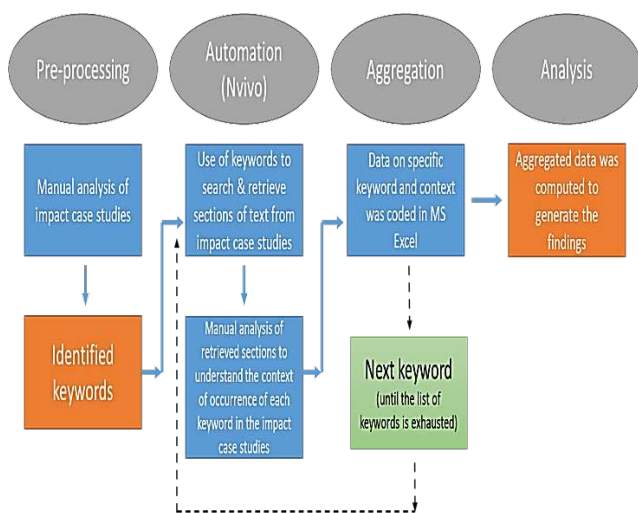 Pre-processing
Automation
(Nvivo)
Aggregation
Analysis
Manual analysis of
impact case studies
Identified
keywords
Use of keywords to
search & retrieve
sections of text from
impact case studies
Manual analysis of
retrieved sections to
understand the context
of occurrence of each
keyword in the impact
case studies
Data on specific
keyword and context
was coded in MS
Excel
Next keyword
(until the list of
keywords is exhausted)
Aggregated data was
computed to
generate the
findings